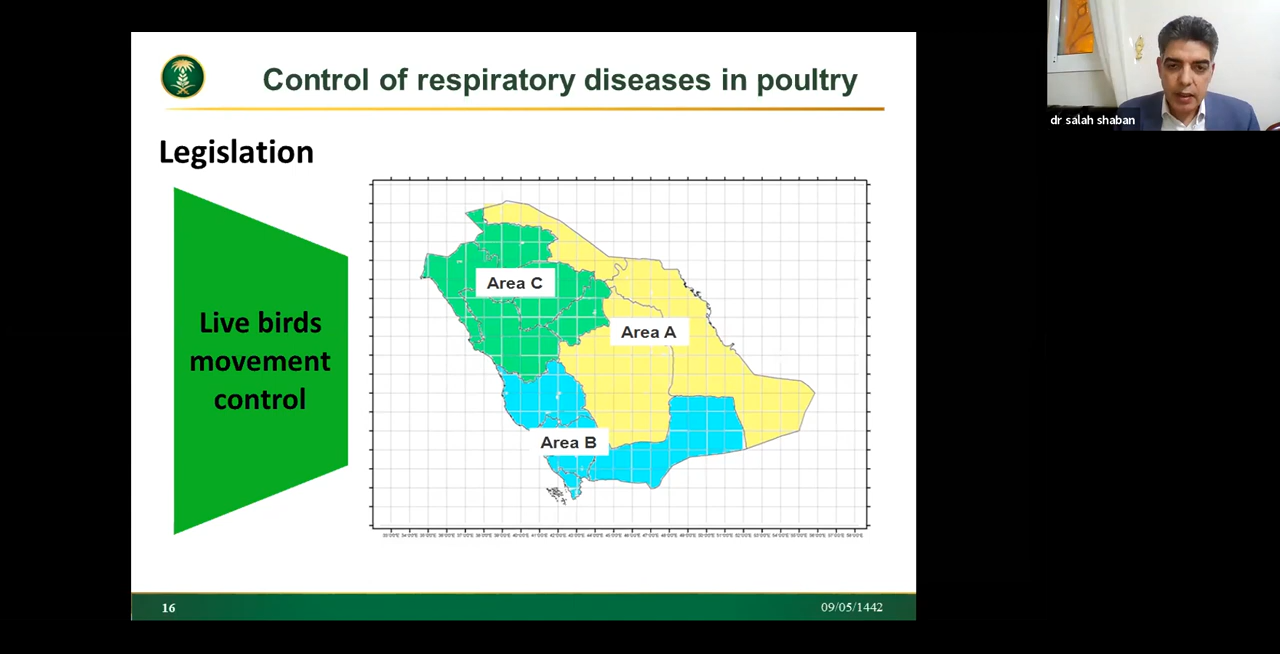 Control of respiratory diseases in poultry
dr salah shaban
Legislation
Live birds
movement
control
Area C
Area A
Area B
16
09/05/1442